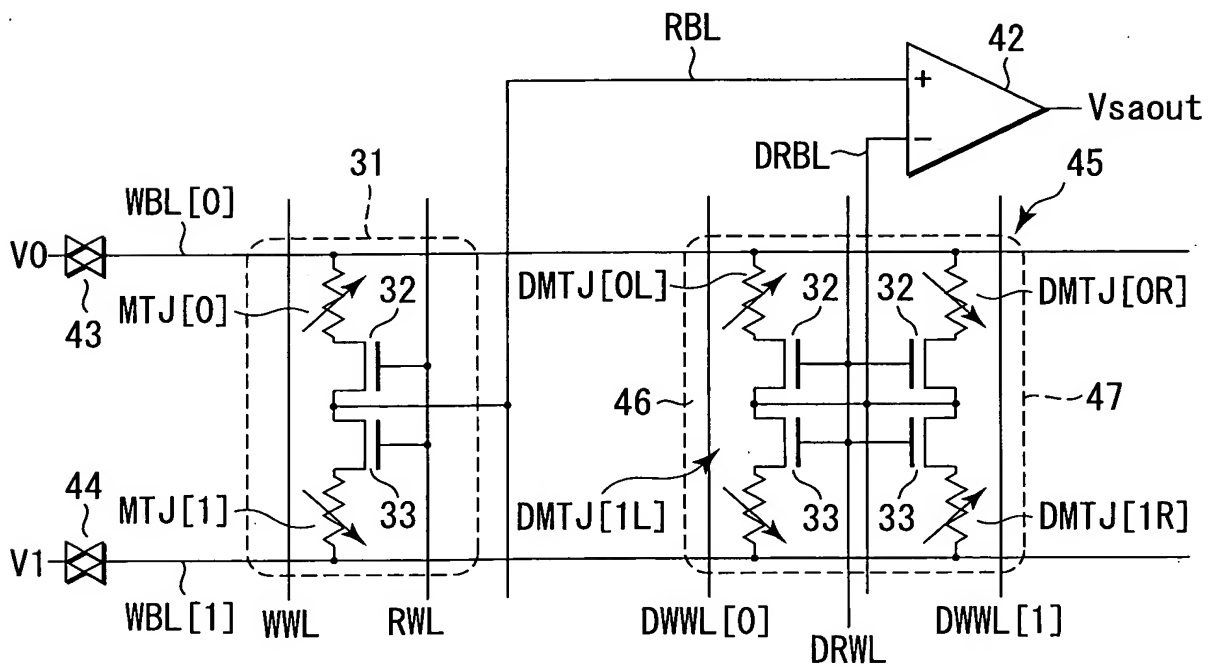 RBL
42
+
Vsaout
−
DRBL
45
31
WBL[0]
V0
43
MTJ[0]
32
DMTJ[0L]
32
32
DMTJ[0R]
46
47
44
MTJ[1]
33
DMTJ[1L]
33
33
DMTJ[1R]
V1
WBL[1]
WWL
RWL
DWWL[0]
DRWL
DWWL[1]